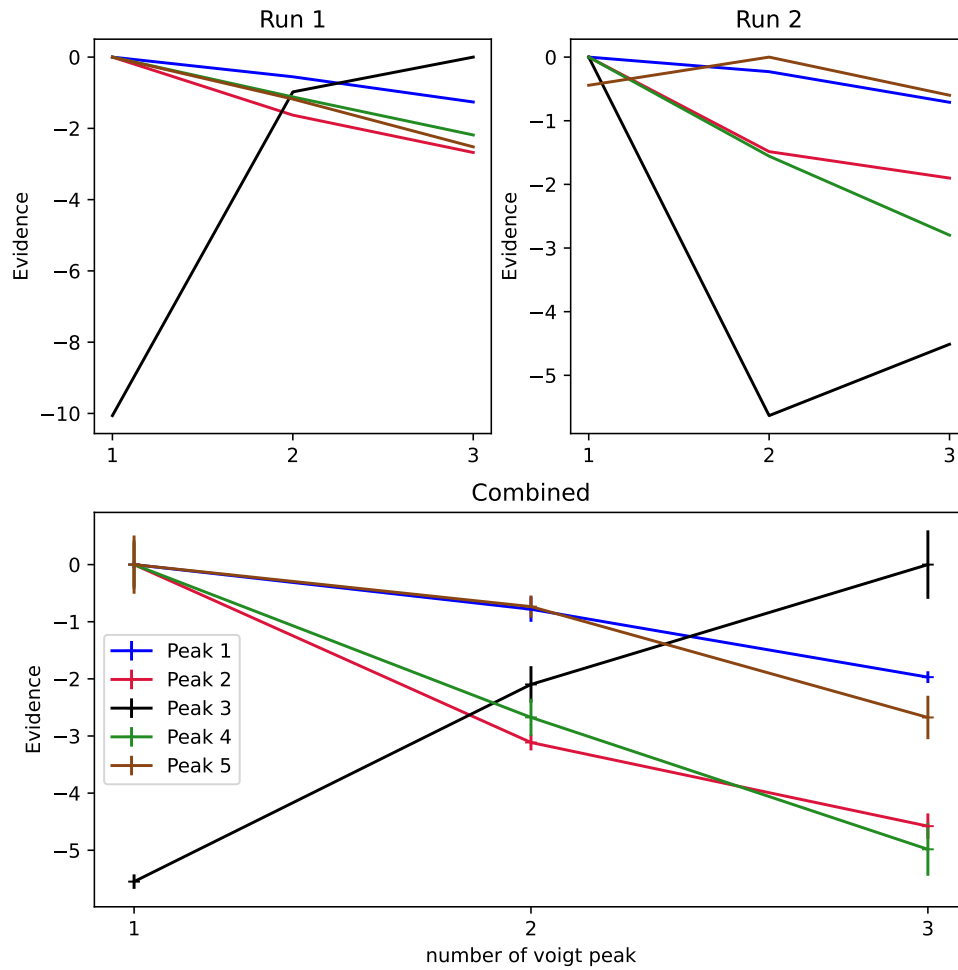 Run 1
0
−2
−4
−6
−8
−10
Evidence
1 2 3
Run 2
0
−1
−2
−3
−4
−5
Evidence
1 2 3
Combined
0
−1
−2
−3
−4
−5
Evidence
Peak 1
Peak 2
Peak 3
Peak 4
Peak 5
1 2 3
number of voigt peak